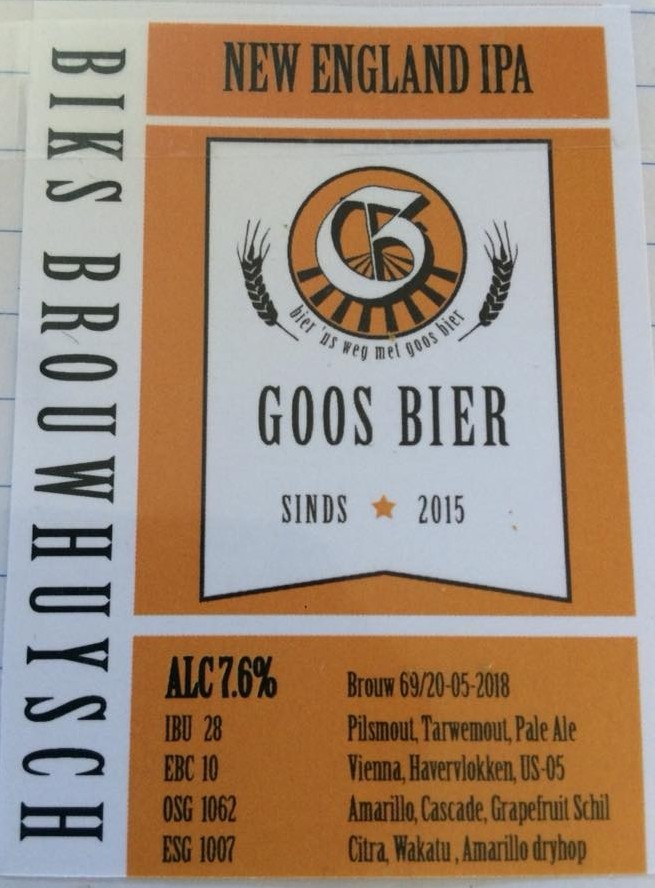 BIKS BROUWHUYSCH
NEW ENGLAND IPA
G
bier 'ns weg met goos bier
GOOS BIER
SINDS ★ 2015
ALC 7.6%
IBU 28
EBC 10
OSG 1062
ESG 1007
Brouw 69/20-05-2018
Pilsmout, Tarwemout, Pale Ale
Vienna, Havervlokken, US-05
Amarillo, Cascade, Grapefruit Schil
Citra, Wakatu , Amarillo dryhop